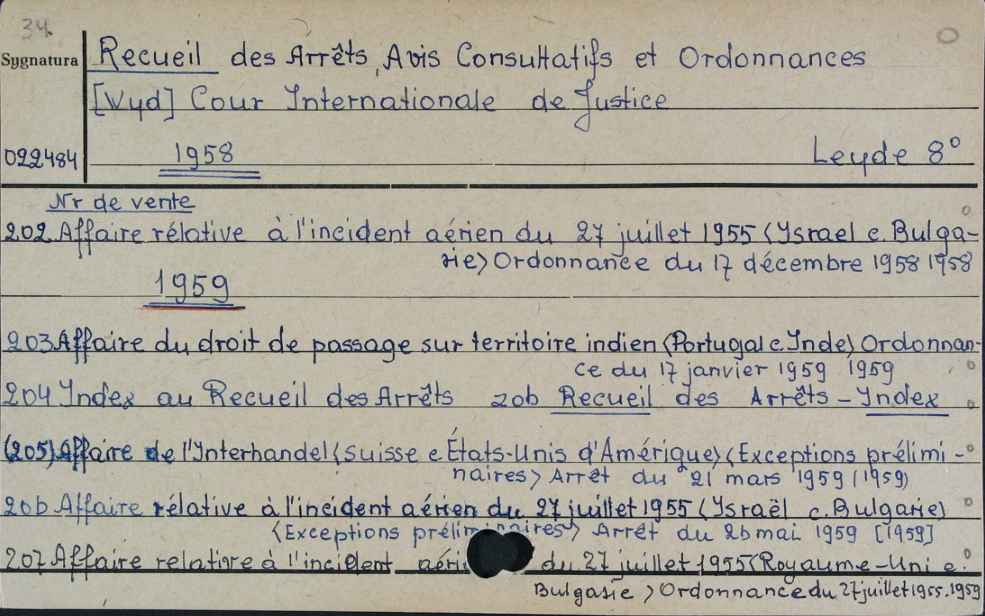 34.
Sygnatura Recueil des Arrêts, Avis Consultatifs et Ordonnances
[Wyd] Cour Internationale de Justice
022484 1958 Leyde 8°
Nr de vente
202. Affaire rélative à l'incident aérien du 27 juillet 1955 (Ysrael c. Bulga-
rie) Ordonnance du 17 décembre 1958 1958
1959
203 Affaire du droit de passage sur territoire indien (Portugal c. Inde) Ordonnan-
ce du 17 janvier 1959 1959
204 Index au Recueil des Arrêts zob Recueil des Arrêts - Index
(205) Affaire de l'Interhandel (Suisse c États-Unis d'Amérique) (Exceptions prélimi-
naires) Arrêt du 21 mars 1959 (1959)
206 Affaire rélative à l'incident aérien du 27 juillet 1955 (Ysraël c. Bulgarie)
(Exceptions préliminaires) Arrêt du 26 mai 1959 [1959]
207 Affaire relative à l'incident aéri du 27 juillet 1955 (Royaume-Uni c.
Bulgarie) Ordonnance du 27 juillet 1955. 1959